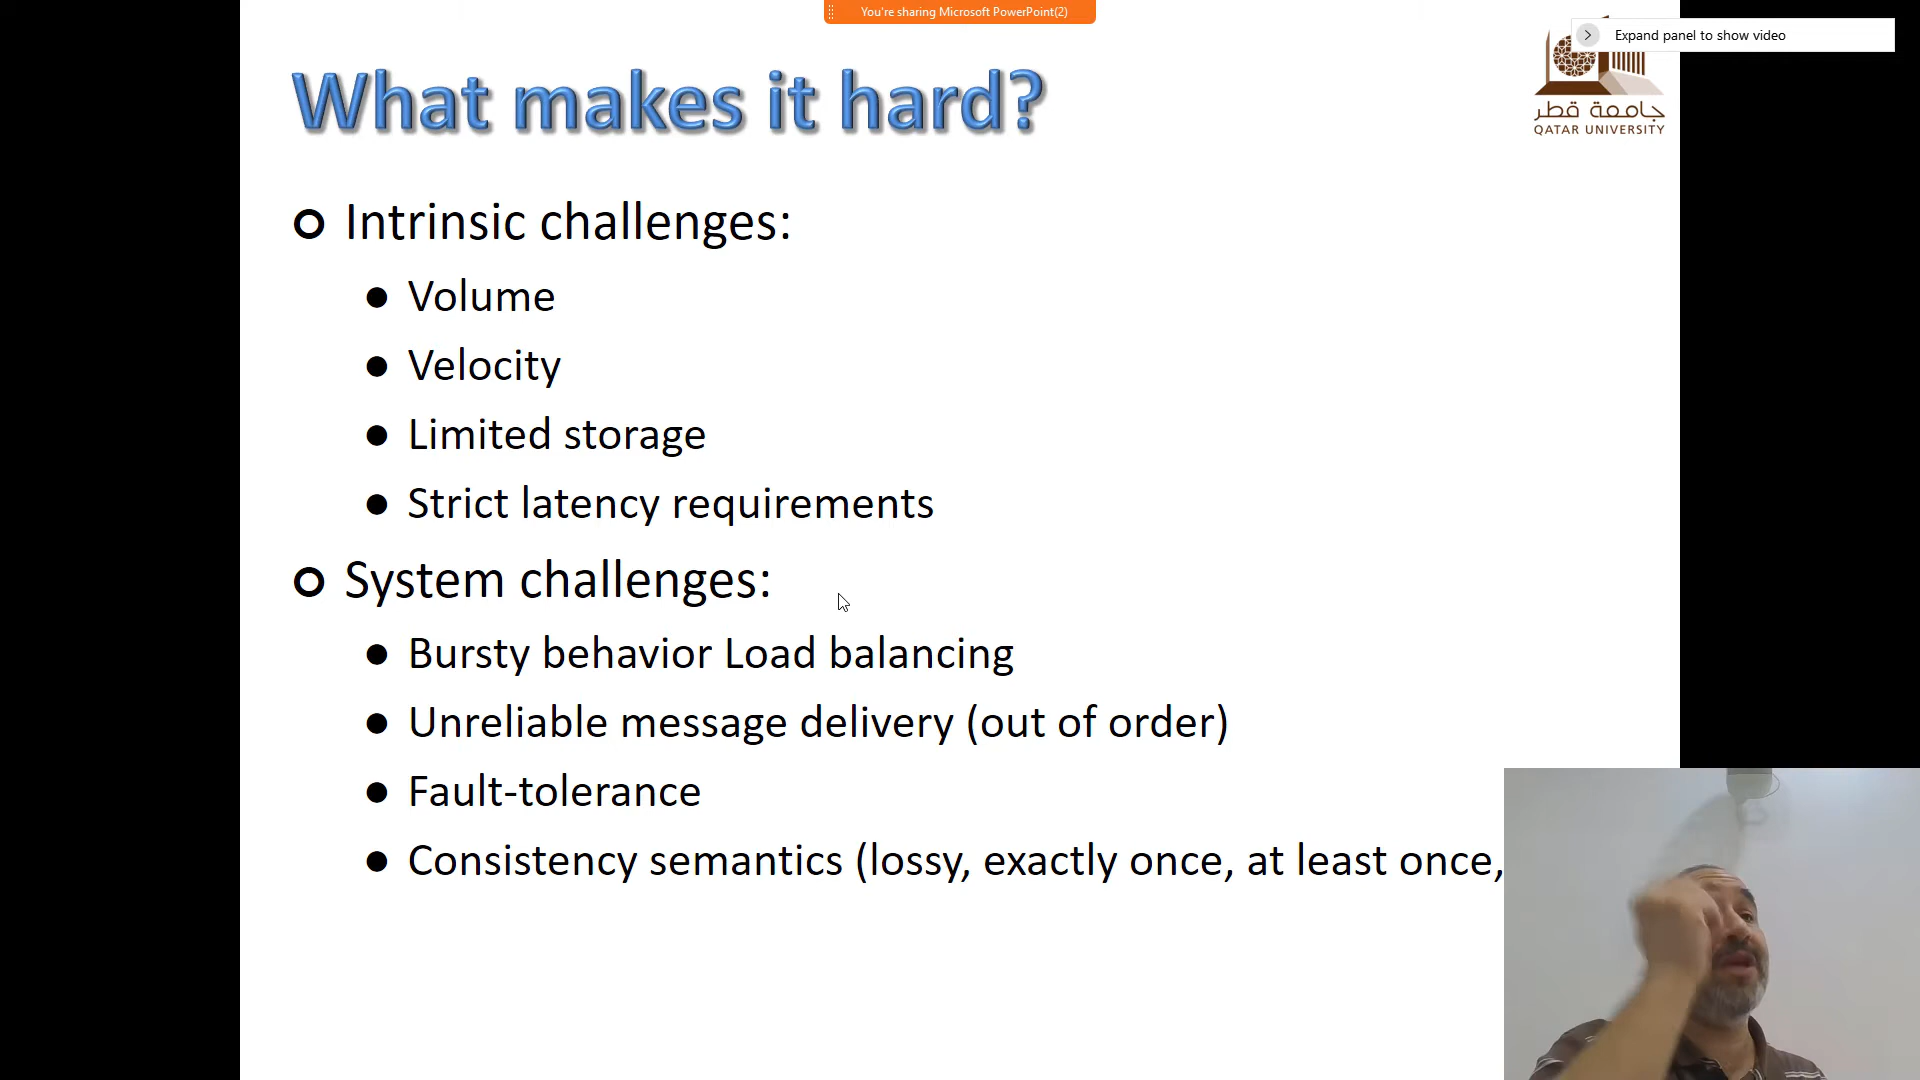 You're sharing Microsoft PowerPoint(2)
Expand panel to show video
What makes it hard?
جامعة قطر
QATAR UNIVERSITY
Intrinsic challenges:
Volume
Velocity
Limited storage
Strict latency requirements
System challenges:
Bursty behavior Load balancing
Unreliable message delivery (out of order)
Fault-tolerance
Consistency semantics (lossy, exactly once, at least once,